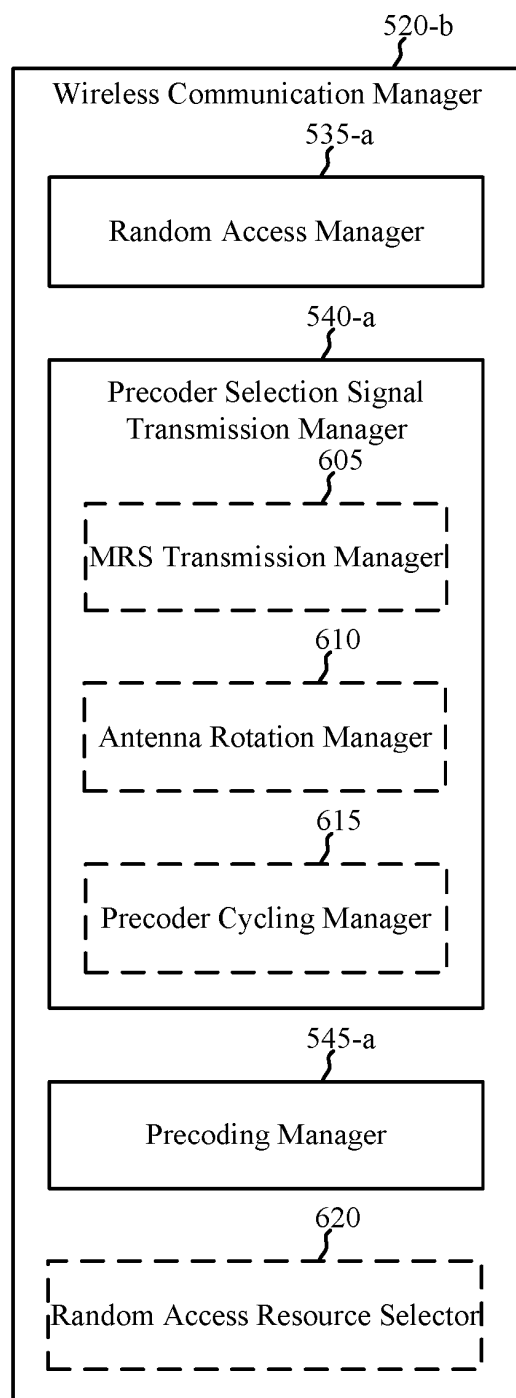 520-b
Wireless Communication Manager
535-a
Random Access Manager
540-a
Precoder Selection Signal
Transmission Manager
605
MRS Transmission Manager
610
Antenna Rotation Manager
615
Precoder Cycling Manager
545-a
Precoding Manager
620
Random Access Resource Selector